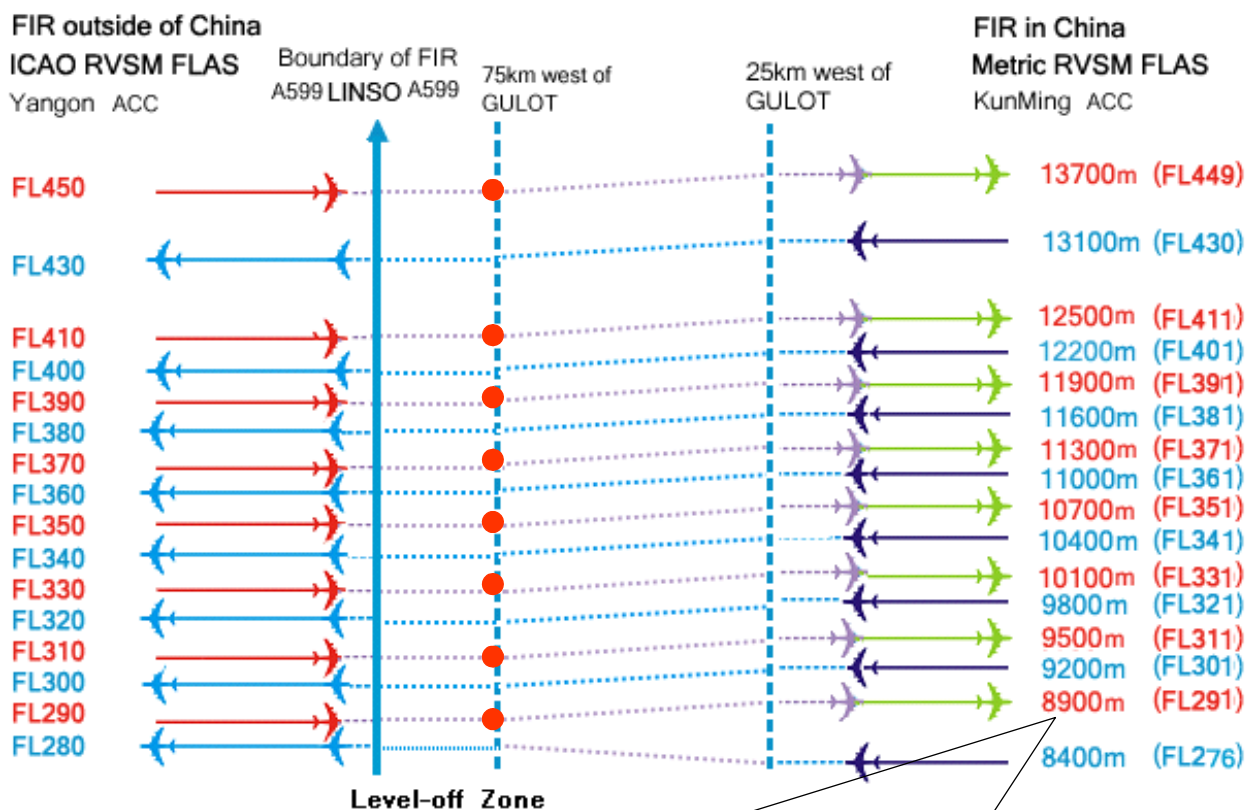 FIR outside of China
ICAO RVSM FLAS
Yangon ACC
Boundary of FIR
A599 LINSO A599
75km west of
GULOT
25km west of
GULOT
FIR in China
Metric RVSM FLAS
KunMing ACC
FL450
13700m (FL449)
FL430
13100m (FL430)
FL410
12500m (FL411)
FL400
12200m (FL401)
FL390
11900m (FL391)
FL380
11600m (FL381)
FL370
11300m (FL371)
FL360
11000m (FL361)
FL350
10700m (FL351)
FL340
10400m (FL341)
FL330
10100m (FL331)
FL320
9800m (FL321)
FL310
9500m (FL311)
FL300
9200m (FL301)
FL290
8900m (FL291)
FL280
8400m (FL276)
Level-off Zone